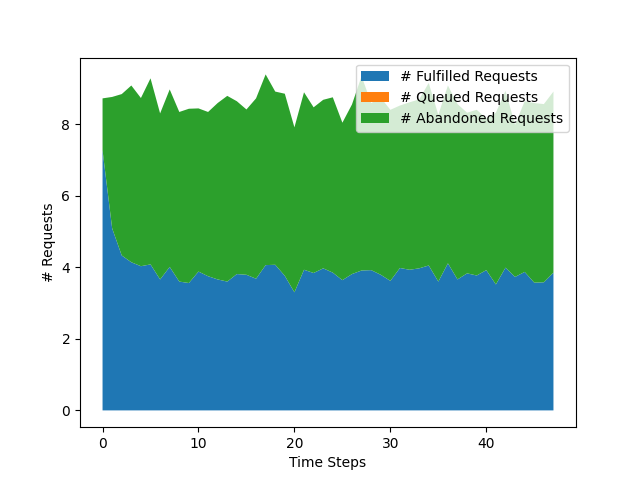 # Fulfilled Requests
# Queued Requests
# Abandoned Requests
8
6
4
2
0
# Requests
0 10 20 30 40
Time Steps